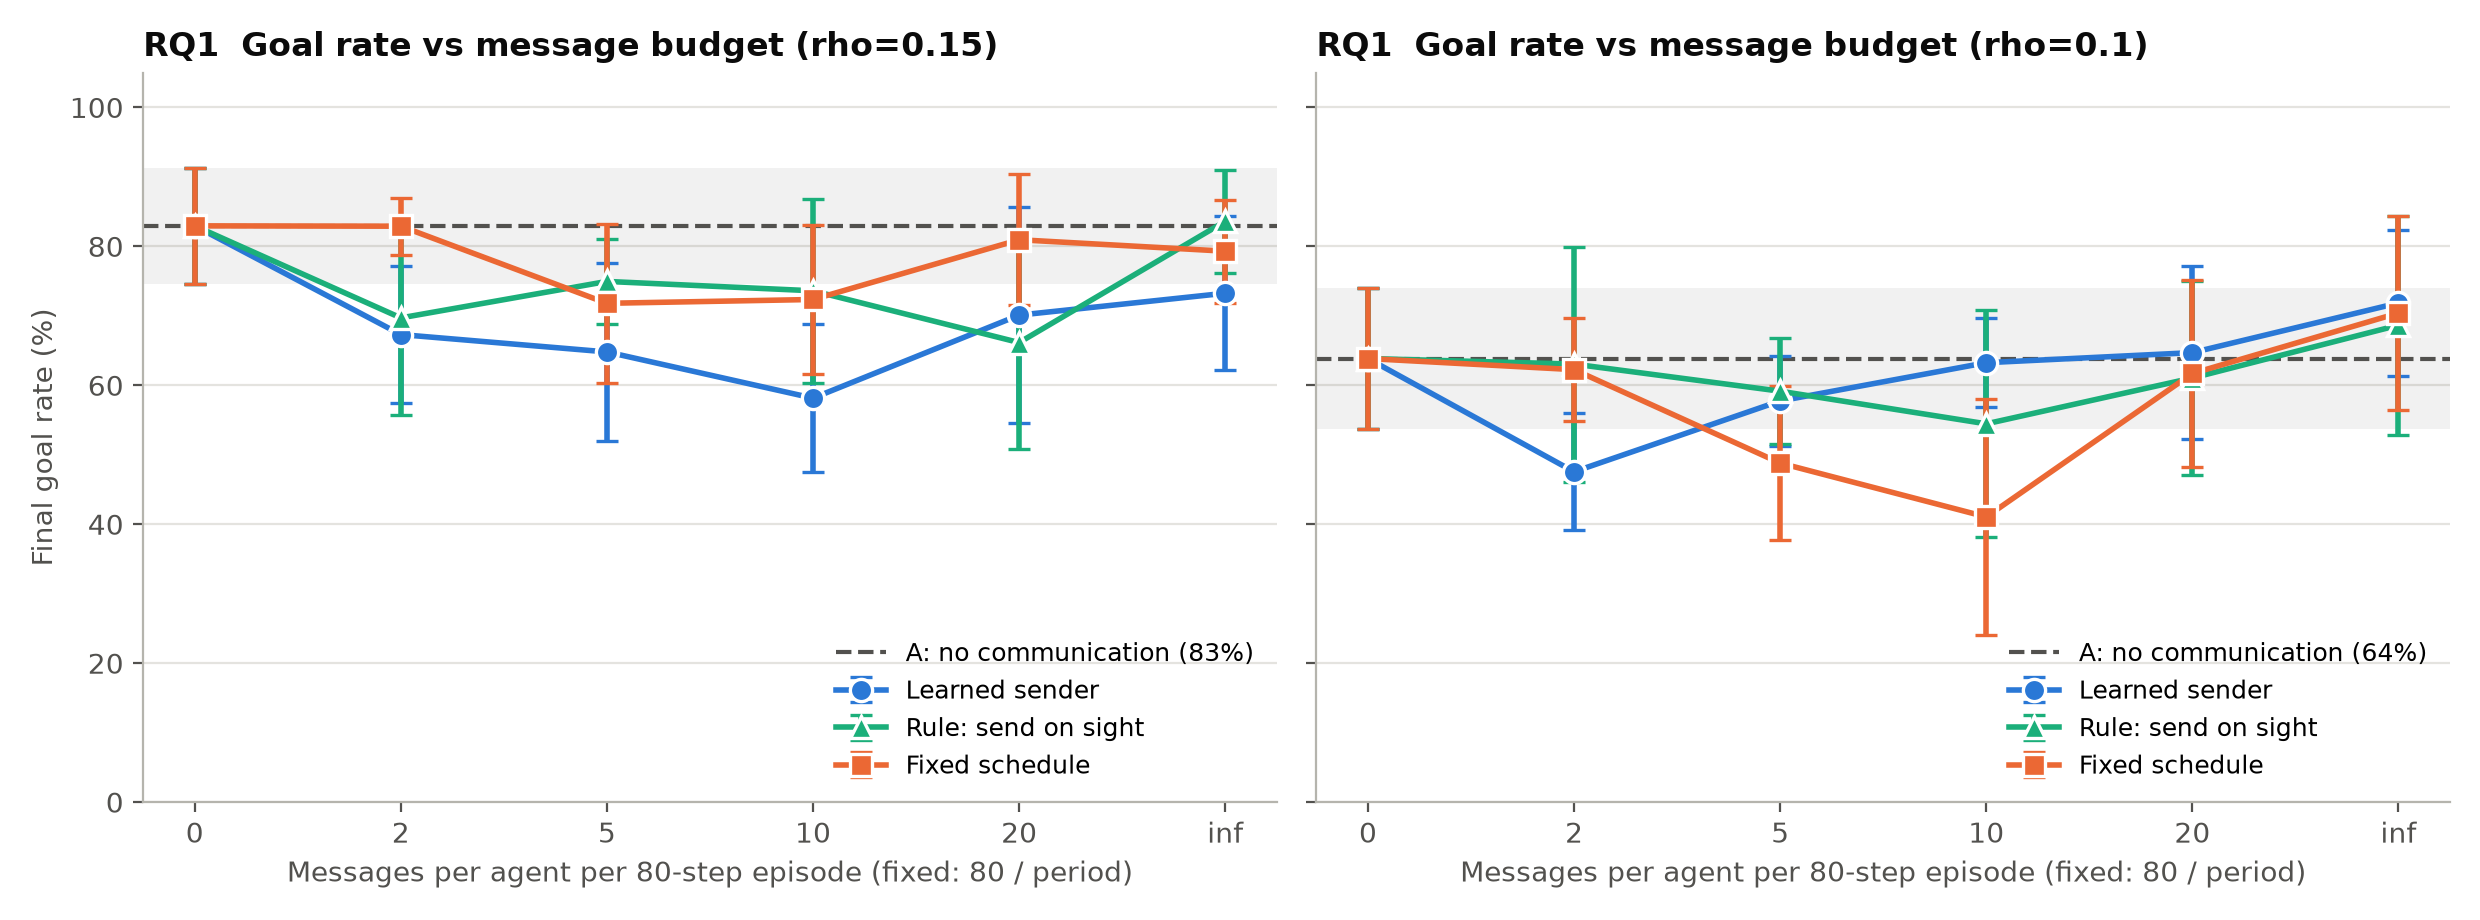 RQ1  Goal rate vs message budget (rho=0.15)
Final goal rate (%)
100
80
60
40
20
0
A: no communication (83%)
Learned sender
Rule: send on sight
Fixed schedule
0 2 5 10 20 inf
Messages per agent per 80-step episode (fixed: 80 / period)
RQ1  Goal rate vs message budget (rho=0.1)
A: no communication (64%)
Learned sender
Rule: send on sight
Fixed schedule
0 2 5 10 20 inf
Messages per agent per 80-step episode (fixed: 80 / period)